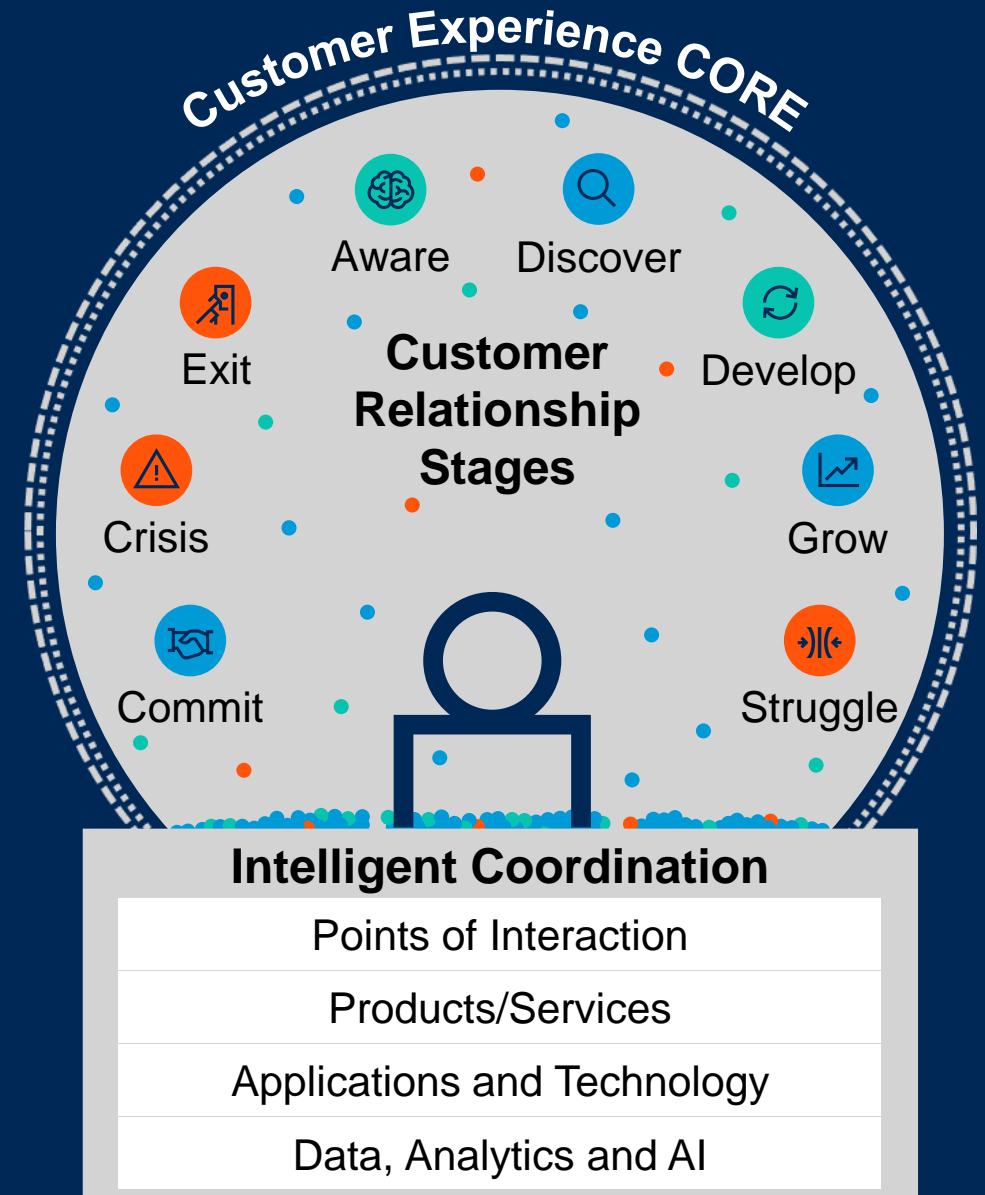 Customer Experience CORE
Aware
Discover
Exit
Customer
Relationship
Stages
Develop
Crisis
Grow
Commit
Struggle
Intelligent Coordination
Points of Interaction
Products/Services
Applications and Technology
Data, Analytics and AI